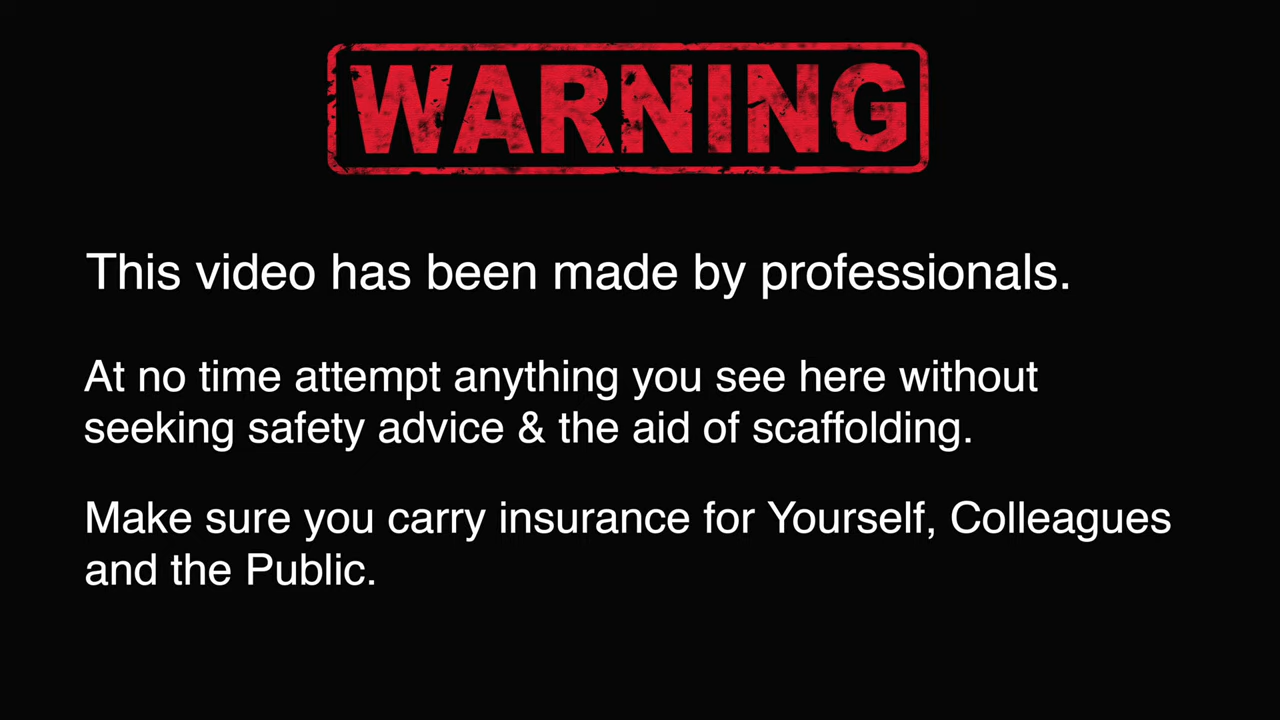 WARNING
This video has been made by professionals.
At no time attempt anything you see here without
seeking safety advice & the aid of scaffolding.
Make sure you carry insurance for Yourself, Colleagues
and the Public.